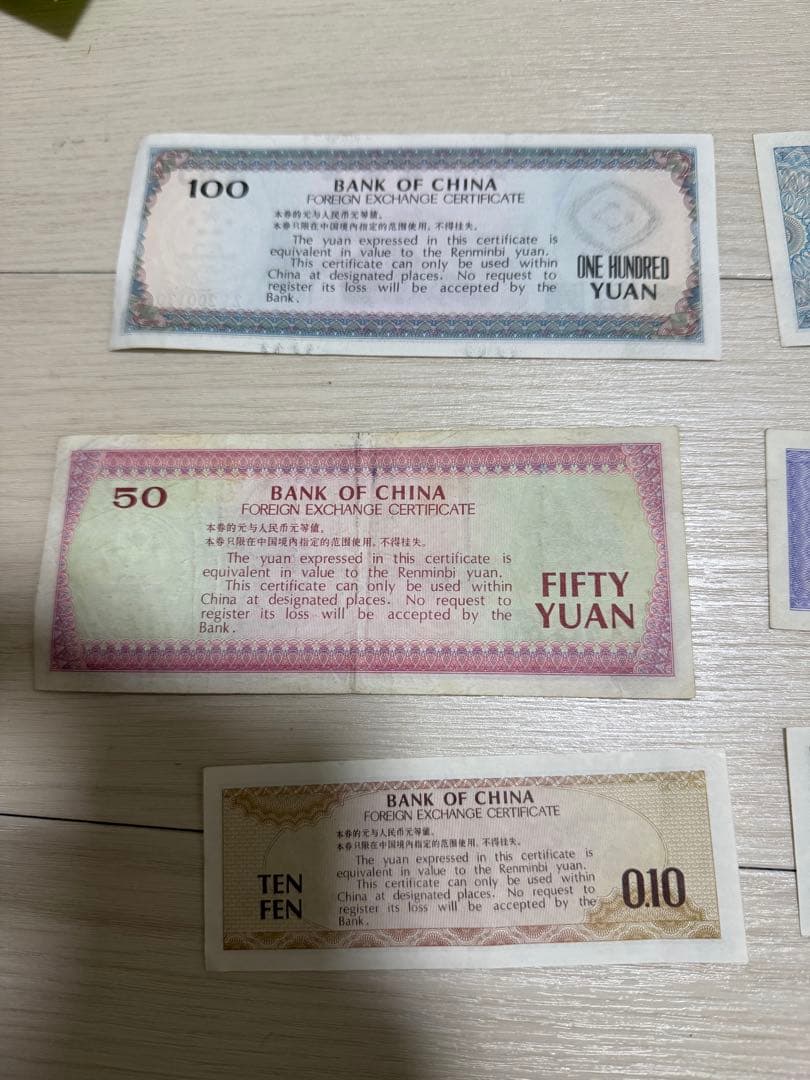 100
BANK OF CHINA
FOREIGN EXCHANGE CERTIFICATE
本券的元与人民币元等值。
本券只限在中国境内指定的范围使用，不得挂失。
The yuan expressed in this certificate is
equivalent in value to the Renminbi yuan.
This certificate can only be used within
China at designated places. No request to
register its loss will be accepted by the
Bank.
ONE HUNDRED
YUAN
50
BANK OF CHINA
FOREIGN EXCHANGE CERTIFICATE
本券的元与人民币元等值。
本券只限在中国境内指定的范围使用，不得挂失。
The yuan expressed in this certificate is
equivalent in value to the Renminbi yuan.
This certificate can only be used within
China at designated places. No request to
register its loss will be accepted by the
Bank.
FIFTY
YUAN
BANK OF CHINA
FOREIGN EXCHANGE CERTIFICATE
本券的元与人民币元等值。
本券只限在中国境内指定的范围使用，不得挂失。
The yuan expressed in this certificate is
equivalent in value to the Renminbi yuan.
This certificate can only be used within
China at designated places. No request to
register its loss will be accepted by the
Bank.
TEN
FEN
0.10